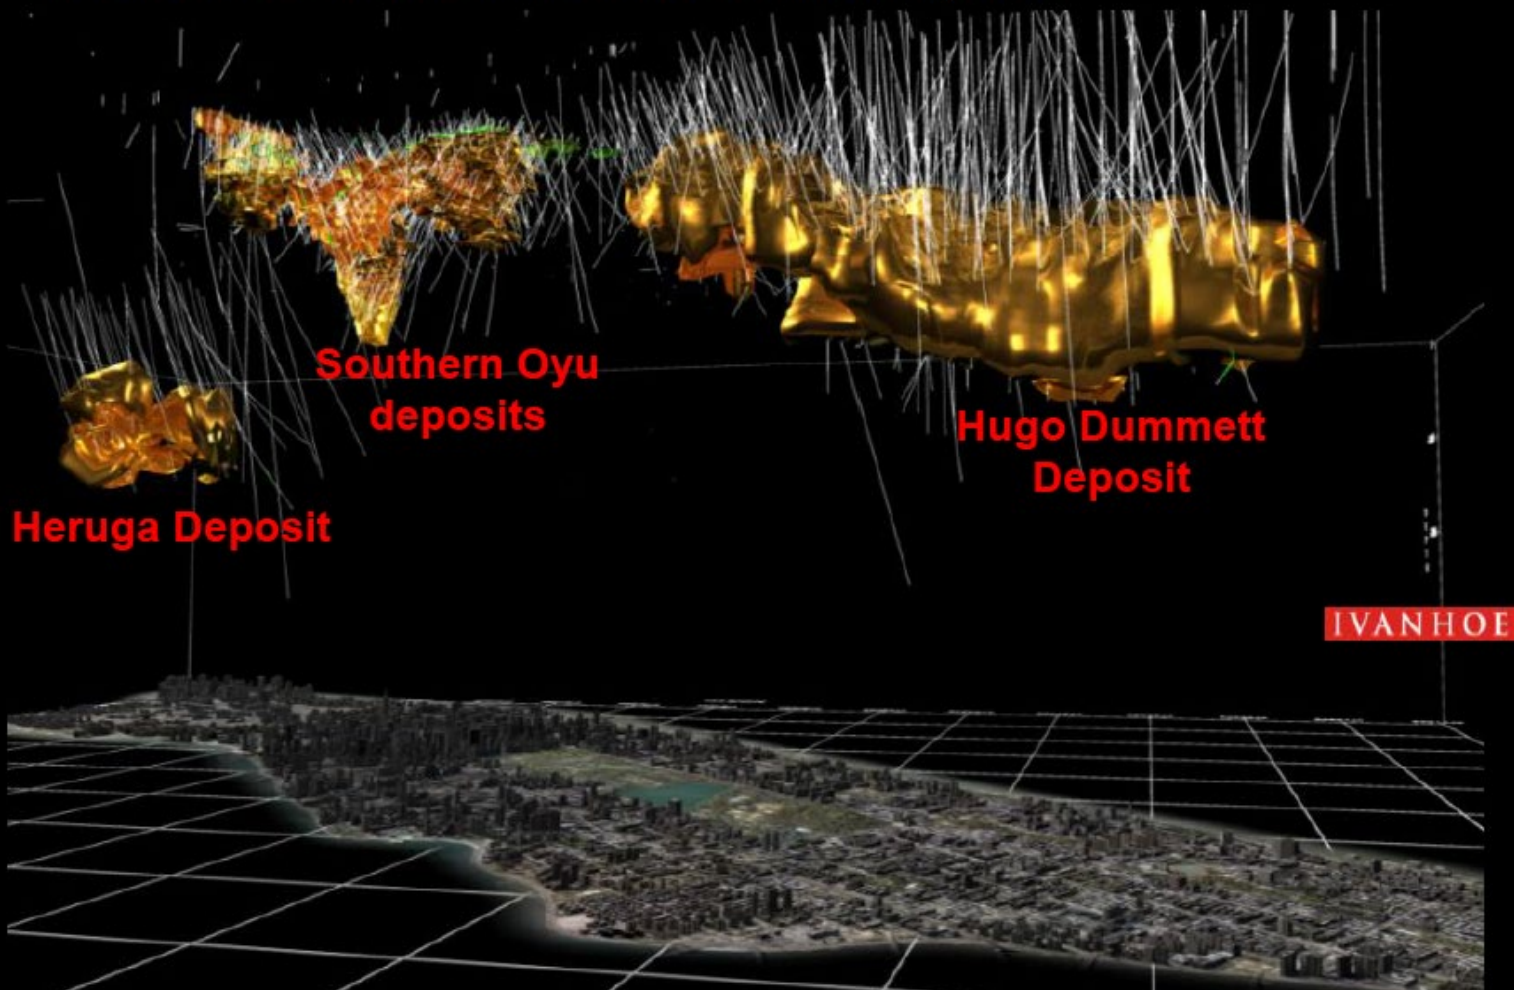 Southern Oyu
deposits
Hugo Dummett
Deposit
Heruga Deposit
IVANHOE